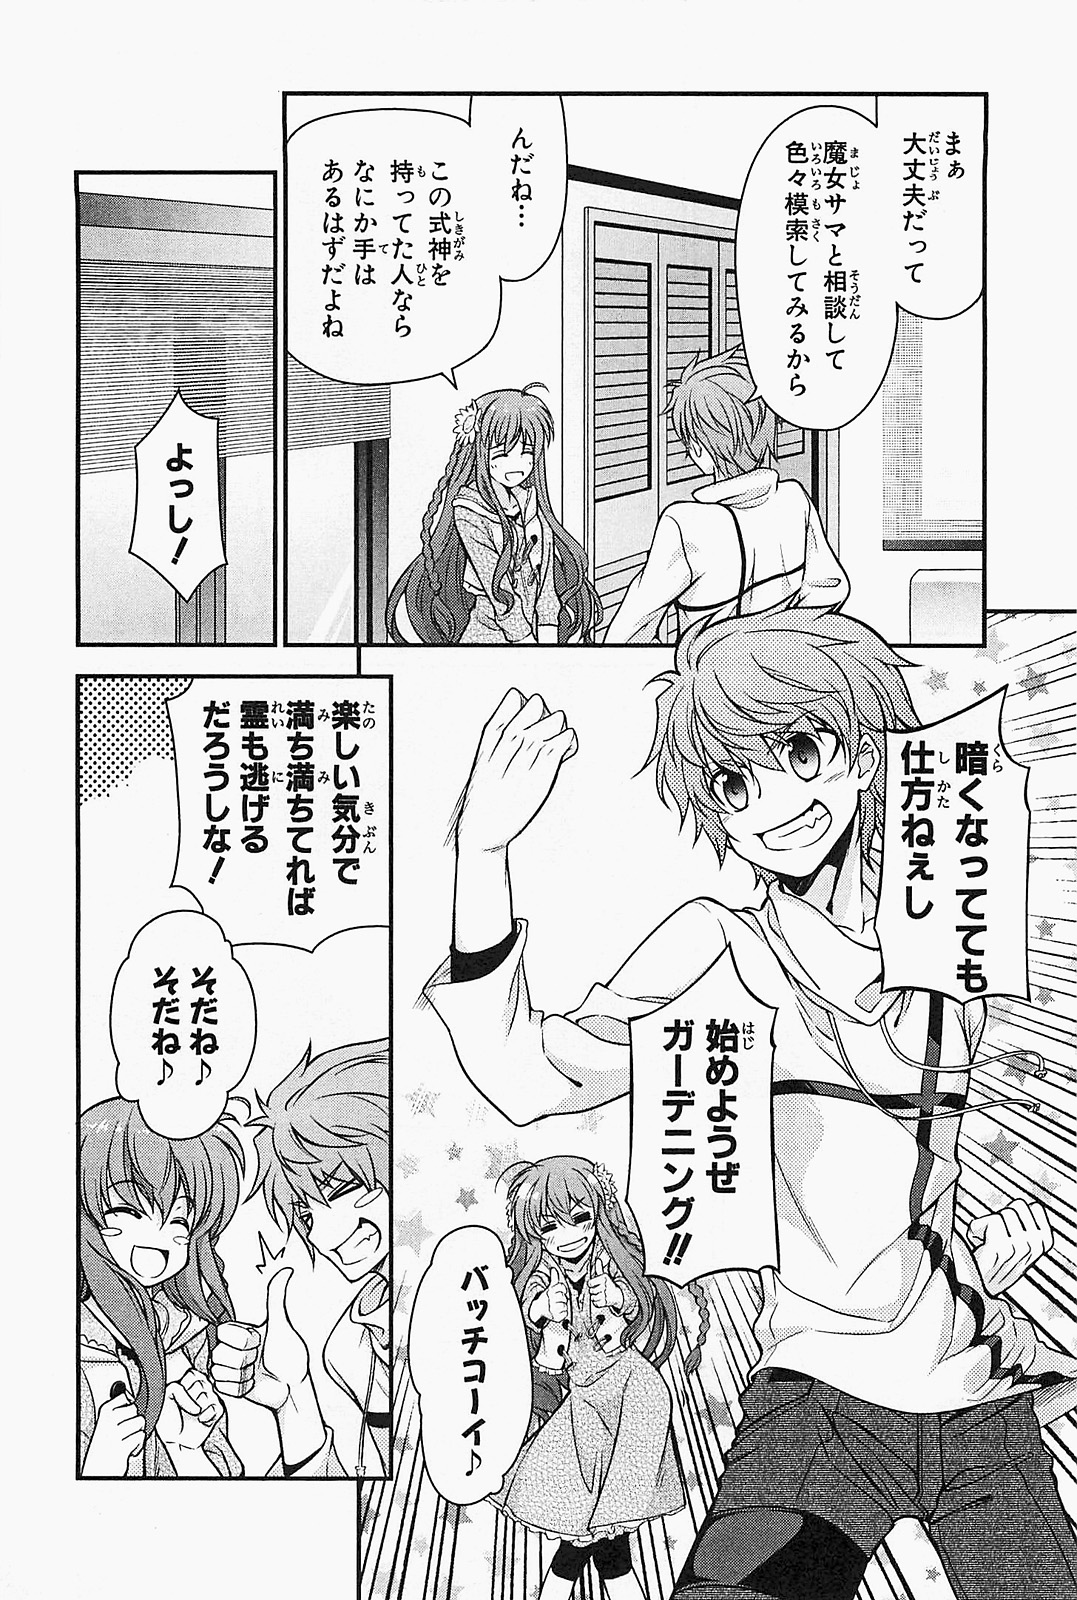 まぁ
大丈夫だって
魔女サマと相談して
色々模索してみるから
んだね…
この式神を
持ってた人なら
なにか手は
あるはずだよね
よっし！
暗くなってても
仕方ねぇし
始めようぜ
ガーデニング!!
バッチコーイ♪
楽しい気分で
満ち満ちてれば
霊も逃げる
だろうしな！
そだね♪
そだね♪